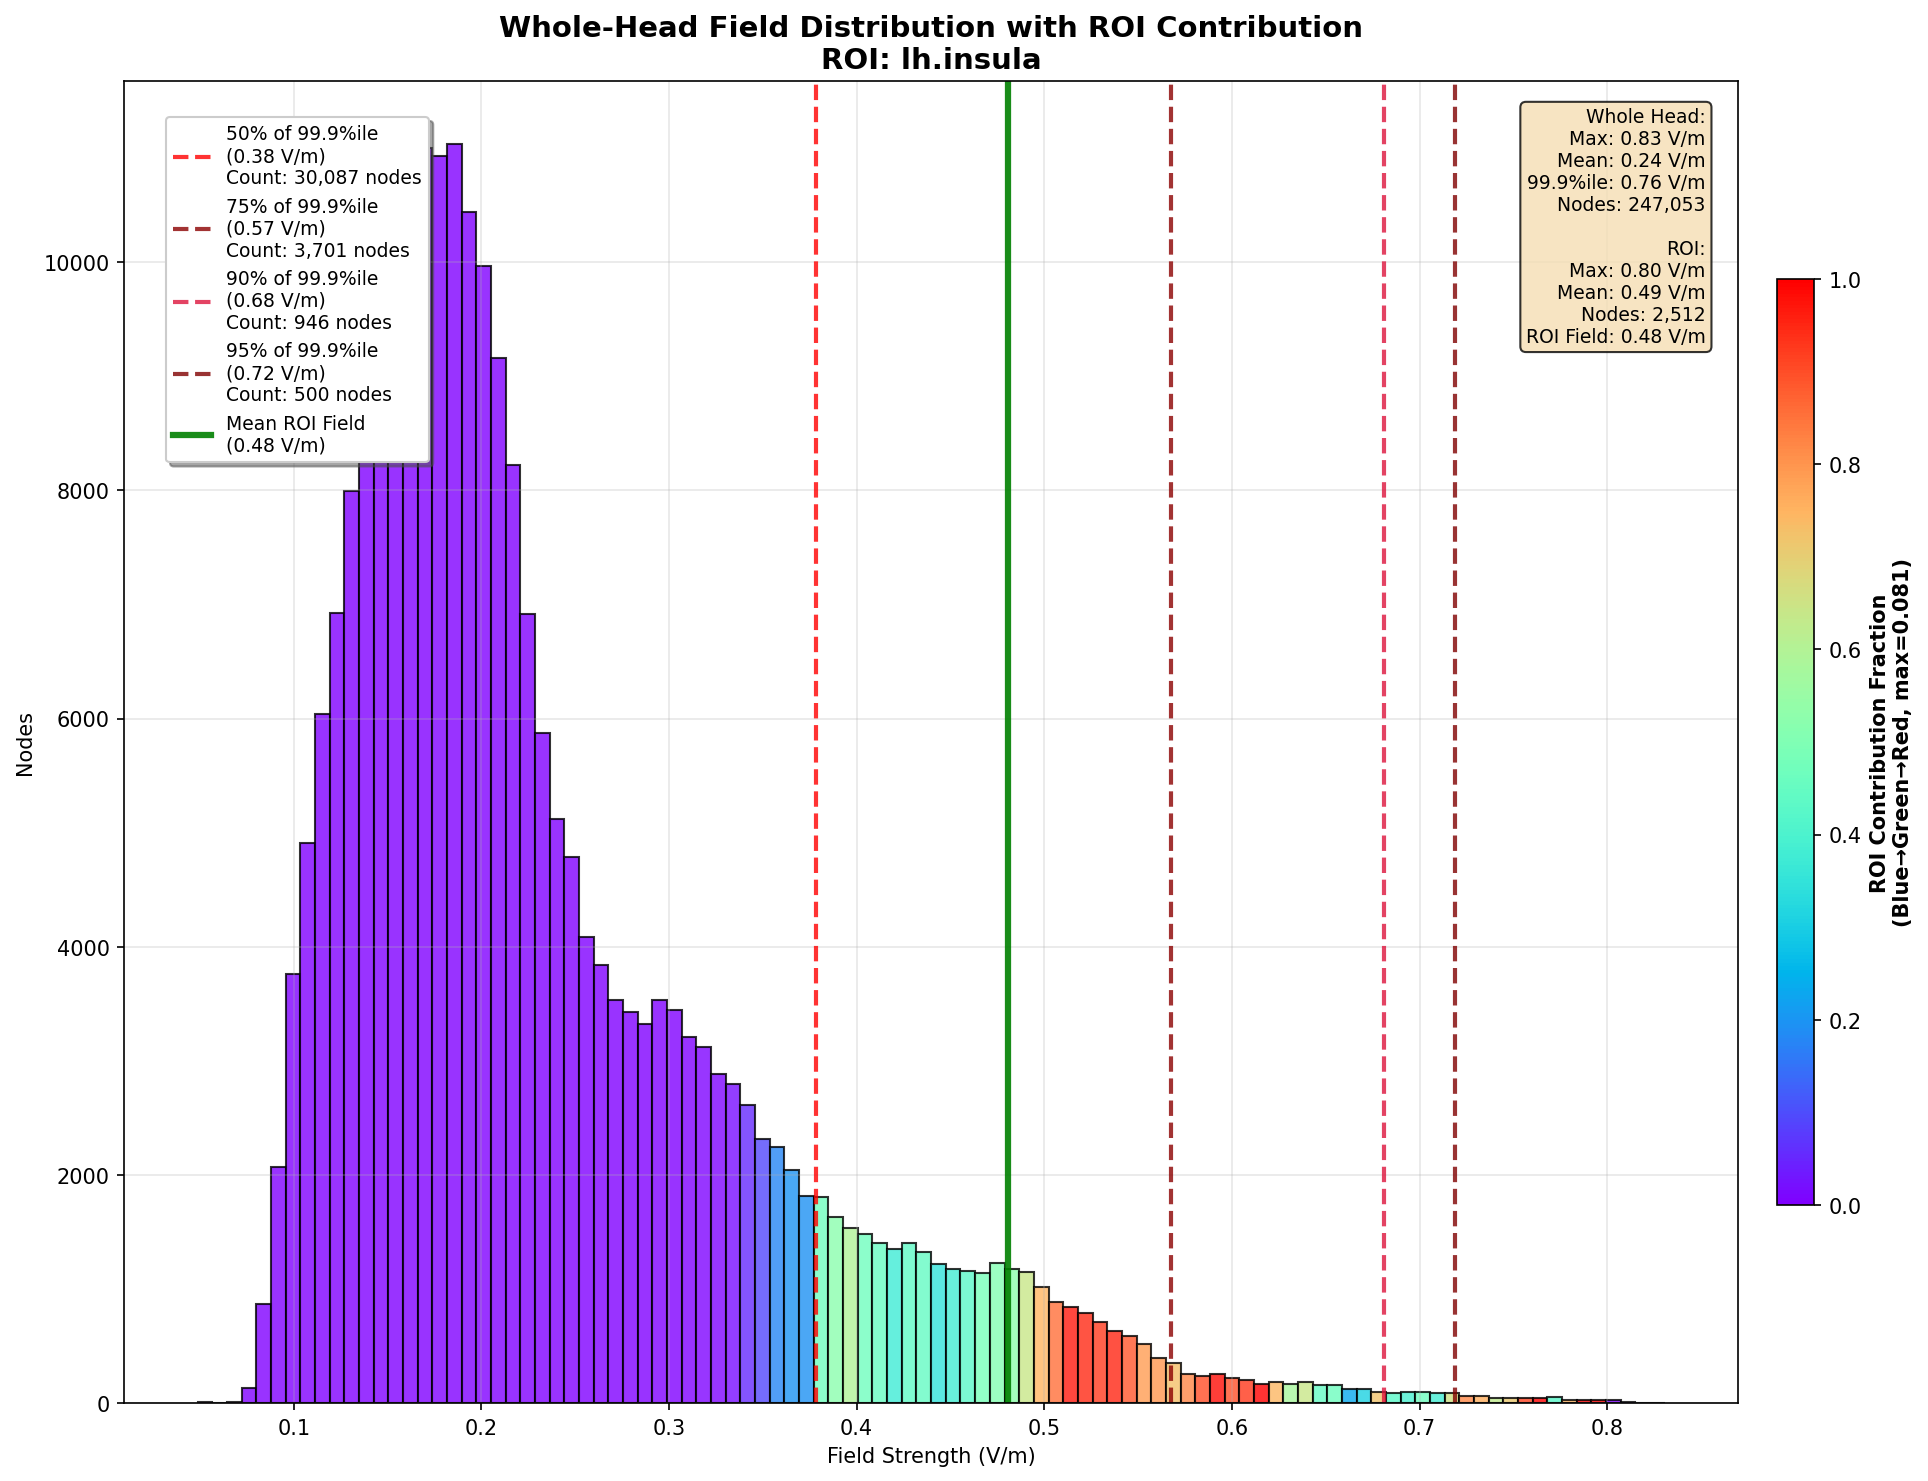 Whole-Head Field Distribution with ROI Contribution
ROI: lh.insula
50% of 99.9%ile
(0.38 V/m)
Count: 30,087 nodes
75% of 99.9%ile
(0.57 V/m)
Count: 3,701 nodes
90% of 99.9%ile
(0.68 V/m)
Count: 946 nodes
95% of 99.9%ile
(0.72 V/m)
Count: 500 nodes
Mean ROI Field
(0.48 V/m)
Whole Head:
Max: 0.83 V/m
Mean: 0.24 V/m
99.9%ile: 0.76 V/m
Nodes: 247,053
ROI:
Max: 0.80 V/m
Mean: 0.49 V/m
Nodes: 2,512
ROI Field: 0.48 V/m
Nodes
10000
8000
6000
4000
2000
0
0.1
0.2
0.3
0.4
0.5
0.6
0.7
0.8
Field Strength (V/m)
1.0
0.8
0.6
0.4
0.2
0.0
ROI Contribution Fraction
(Blue→Green→Red, max=0.081)